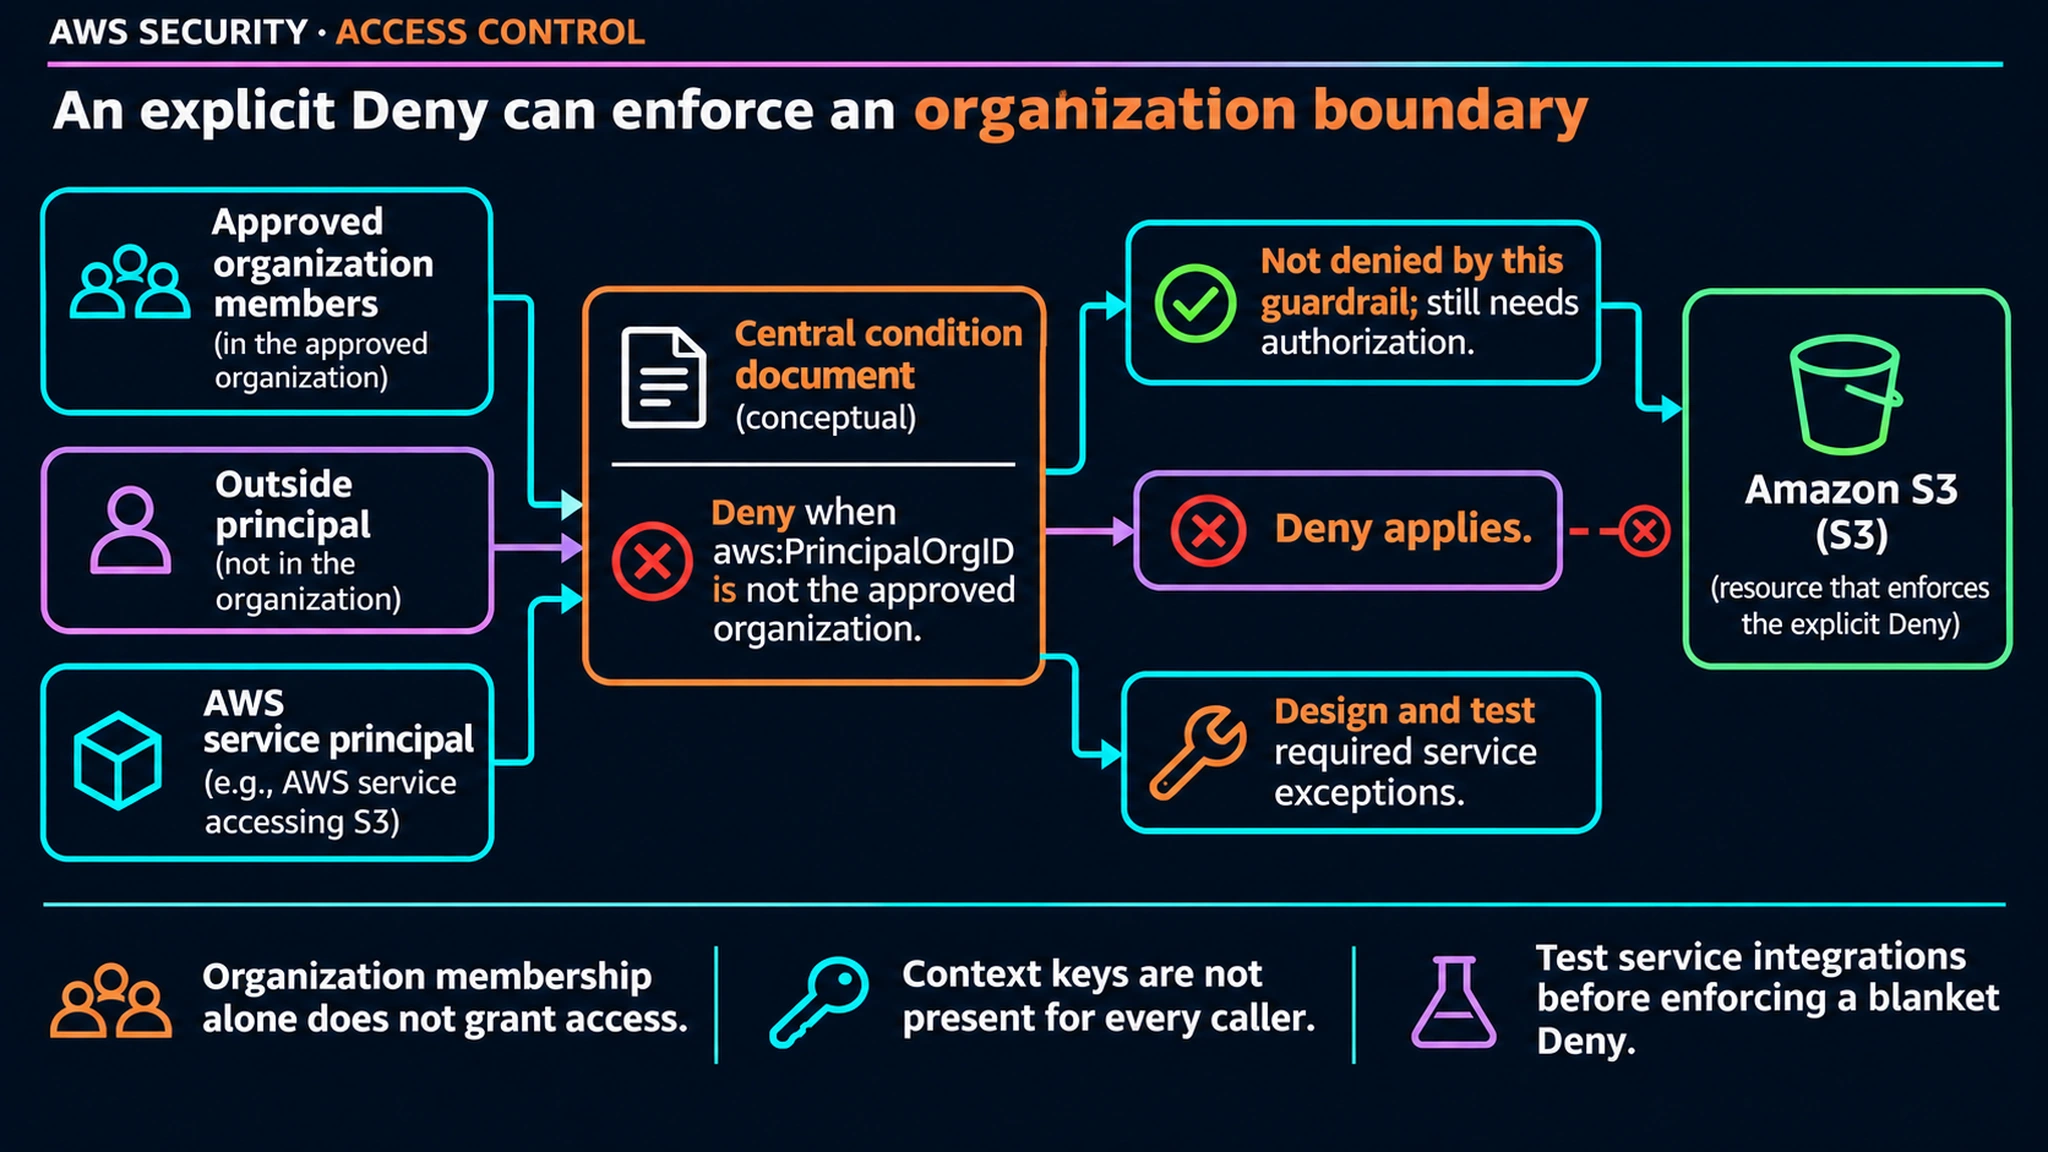 AWS SECURITY · ACCESS CONTROL
An explicit Deny can enforce an organization boundary
Approved
organization
members
(in the approved
organization)
Outside
principal
(not in the
organization)
AWS
service principal
(e.g., AWS service
accessing S3)
Central condition
document
(conceptual)
Deny when
aws:PrincipalOrgID
is not the approved
organization.
Not denied by this
guardrail; still needs
authorization.
Deny applies.
Design and test
required service
exceptions.
Amazon S3
(S3)
(resource that enforces
the explicit Deny)
Organization membership
alone does not grant access.
Context keys are not
present for every caller.
Test service integrations
before enforcing a blanket
Deny.